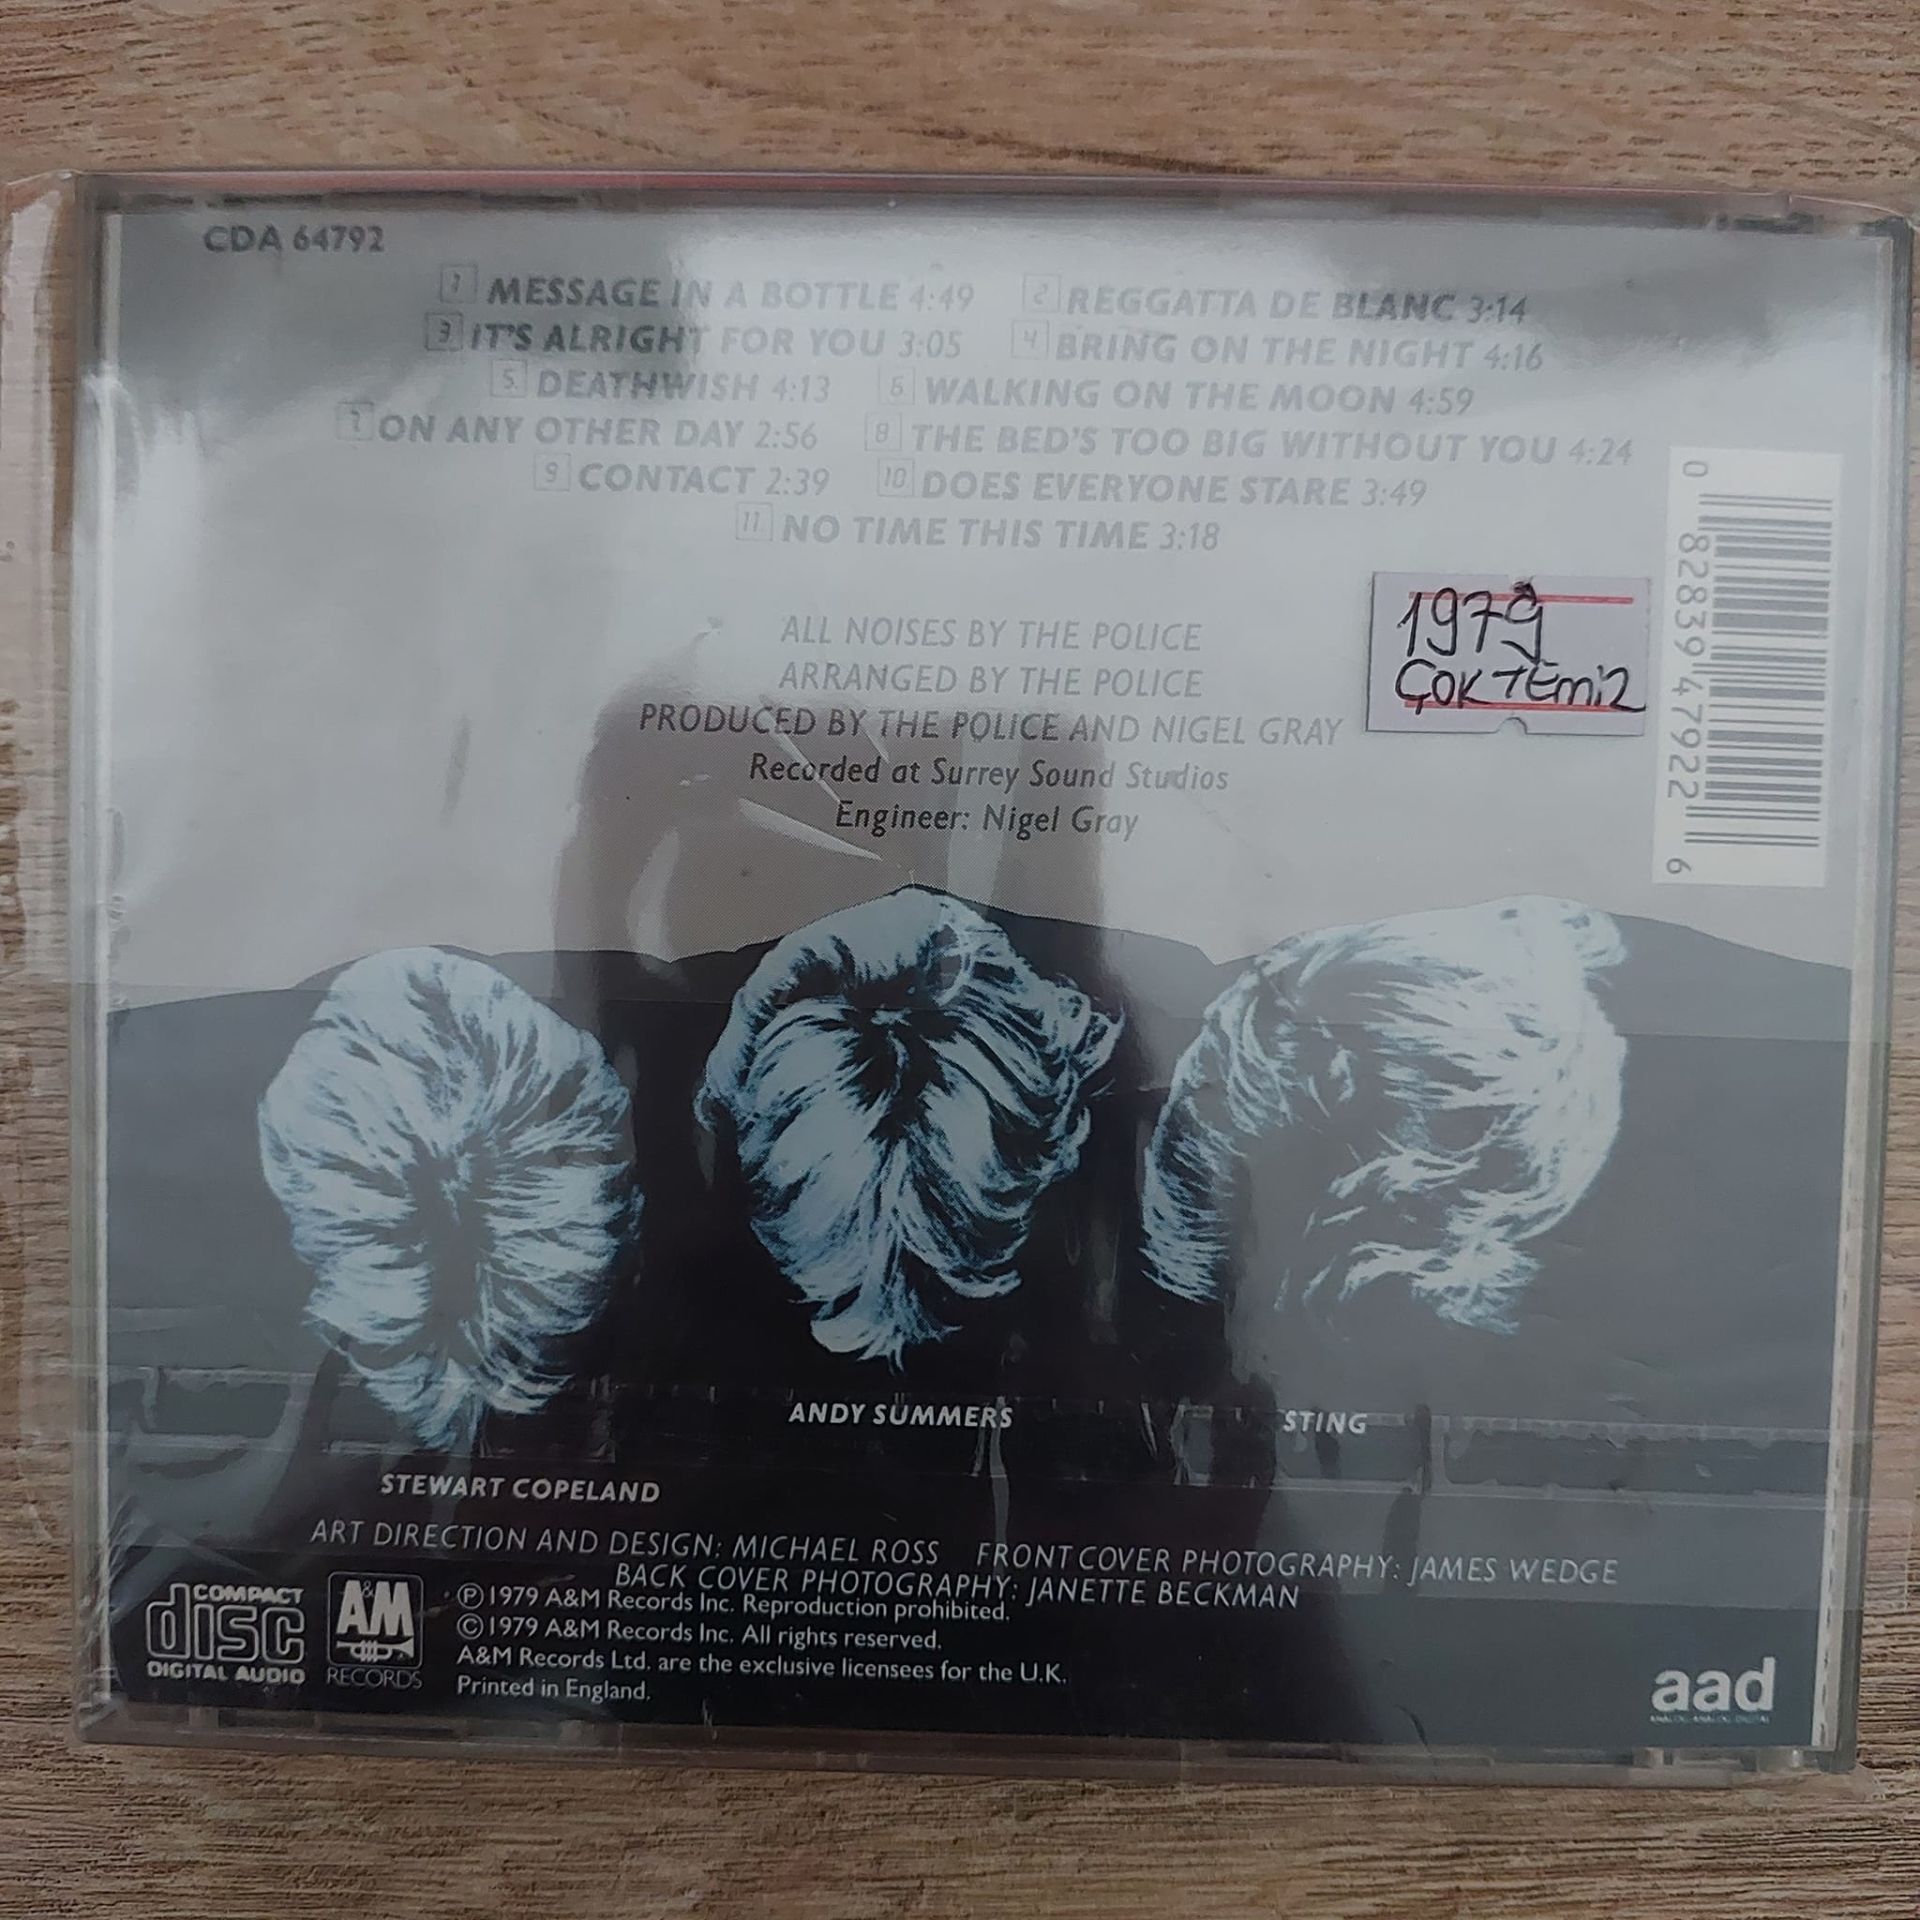 CDA 64792
1 MESSAGE IN A BOTTLE 4:49 2 REGGATTA DE BLANC 3:14
3 IT'S ALRIGHT FOR YOU 3:05 4 BRING ON THE NIGHT 4:16
5 DEATHWISH 4:13 6 WALKING ON THE MOON 4:59
7 ON ANY OTHER DAY 2:56 8 THE BED'S TOO BIG WITHOUT YOU 4:24
9 CONTACT 2:39 10 DOES EVERYONE STARE 3:49
11 NO TIME THIS TIME 3:18
ALL NOISES BY THE POLICE
ARRANGED BY THE POLICE
PRODUCED BY THE POLICE AND NIGEL GRAY
Recorded at Surrey Sound Studios
Engineer: Nigel Gray
1979
ÇOK TEmiz
0 82839 47922 6
ANDY SUMMERS
STING
STEWART COPELAND
ART DIRECTION AND DESIGN: MICHAEL ROSS FRONT COVER PHOTOGRAPHY: JAMES WEDGE
BACK COVER PHOTOGRAPHY: JANETTE BECKMAN
COMPACT
disc
DIGITAL AUDIO
A&M
RECORDS
Ⓟ1979 A&M Records Inc. Reproduction prohibited.
©1979 A&M Records Inc. All rights reserved.
A&M Records Ltd. are the exclusive licensees for the U.K.
Printed in England.
aad
ANALOG ANALOG DIGITAL